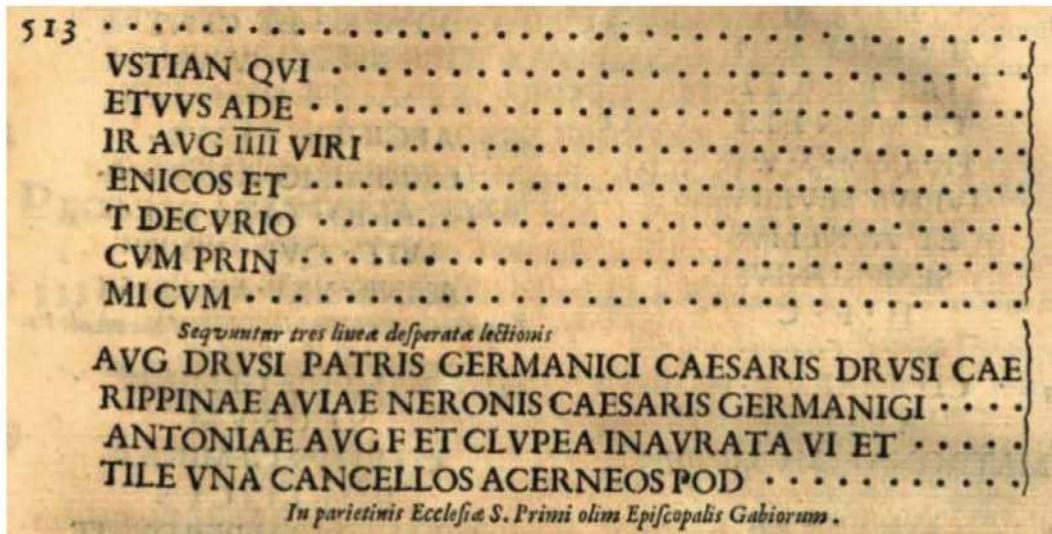 513 . . . . . . . . . . . . . . . . . . . . . . . . . . . . . . . . . . . . . .
VSTIAN QVI . . . . . . . . . . . . . . . . . . . . . . . . . . . .
ETVVS ADE . . . . . . . . . . . . . . . . . . . . . . . . . . . . .
IR AVG I̅I̅I̅I̅ VIRI . . . . . . . . . . . . . . . . . . . . . . . . . .
ENICOS ET . . . . . . . . . . . . . . . . . . . . . . . . . . . . .
T DECVRIO . . . . . . . . . . . . . . . . . . . . . . . . . . . . .
CVM PRIN . . . . . . . . . . . . . . . . . . . . . . . . . . . . . .
MI CVM . . . . . . . . . . . . . . . . . . . . . . . . . . . . . . . .
Seqvuntur tres lineæ desperatæ lectionis
AVG DRVSI PATRIS GERMANICI CAESARIS DRVSI CAE
RIPPINAE AVIAE NERONIS CAESARIS GERMANIGI . . . .
ANTONIAE AVG F ET CLVPEA INAVRATA VI ET . . . . .
TILE VNA CANCELLOS ACERNEOS POD . . . . . . . . . . .
In parietinis Ecclesiæ S. Primi olim Episcopalis Gabiorum .